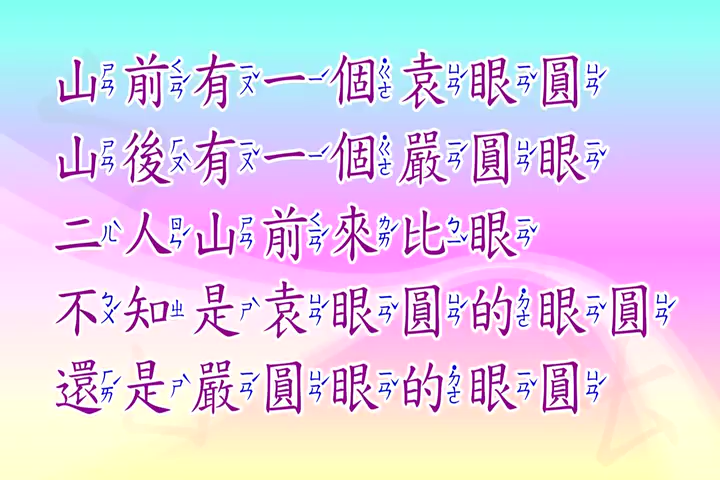 山前有一個袁眼圓
山後有一個嚴圓眼
二人山前來比眼
不知是袁眼圓的眼圓
還是嚴圓眼的眼圓